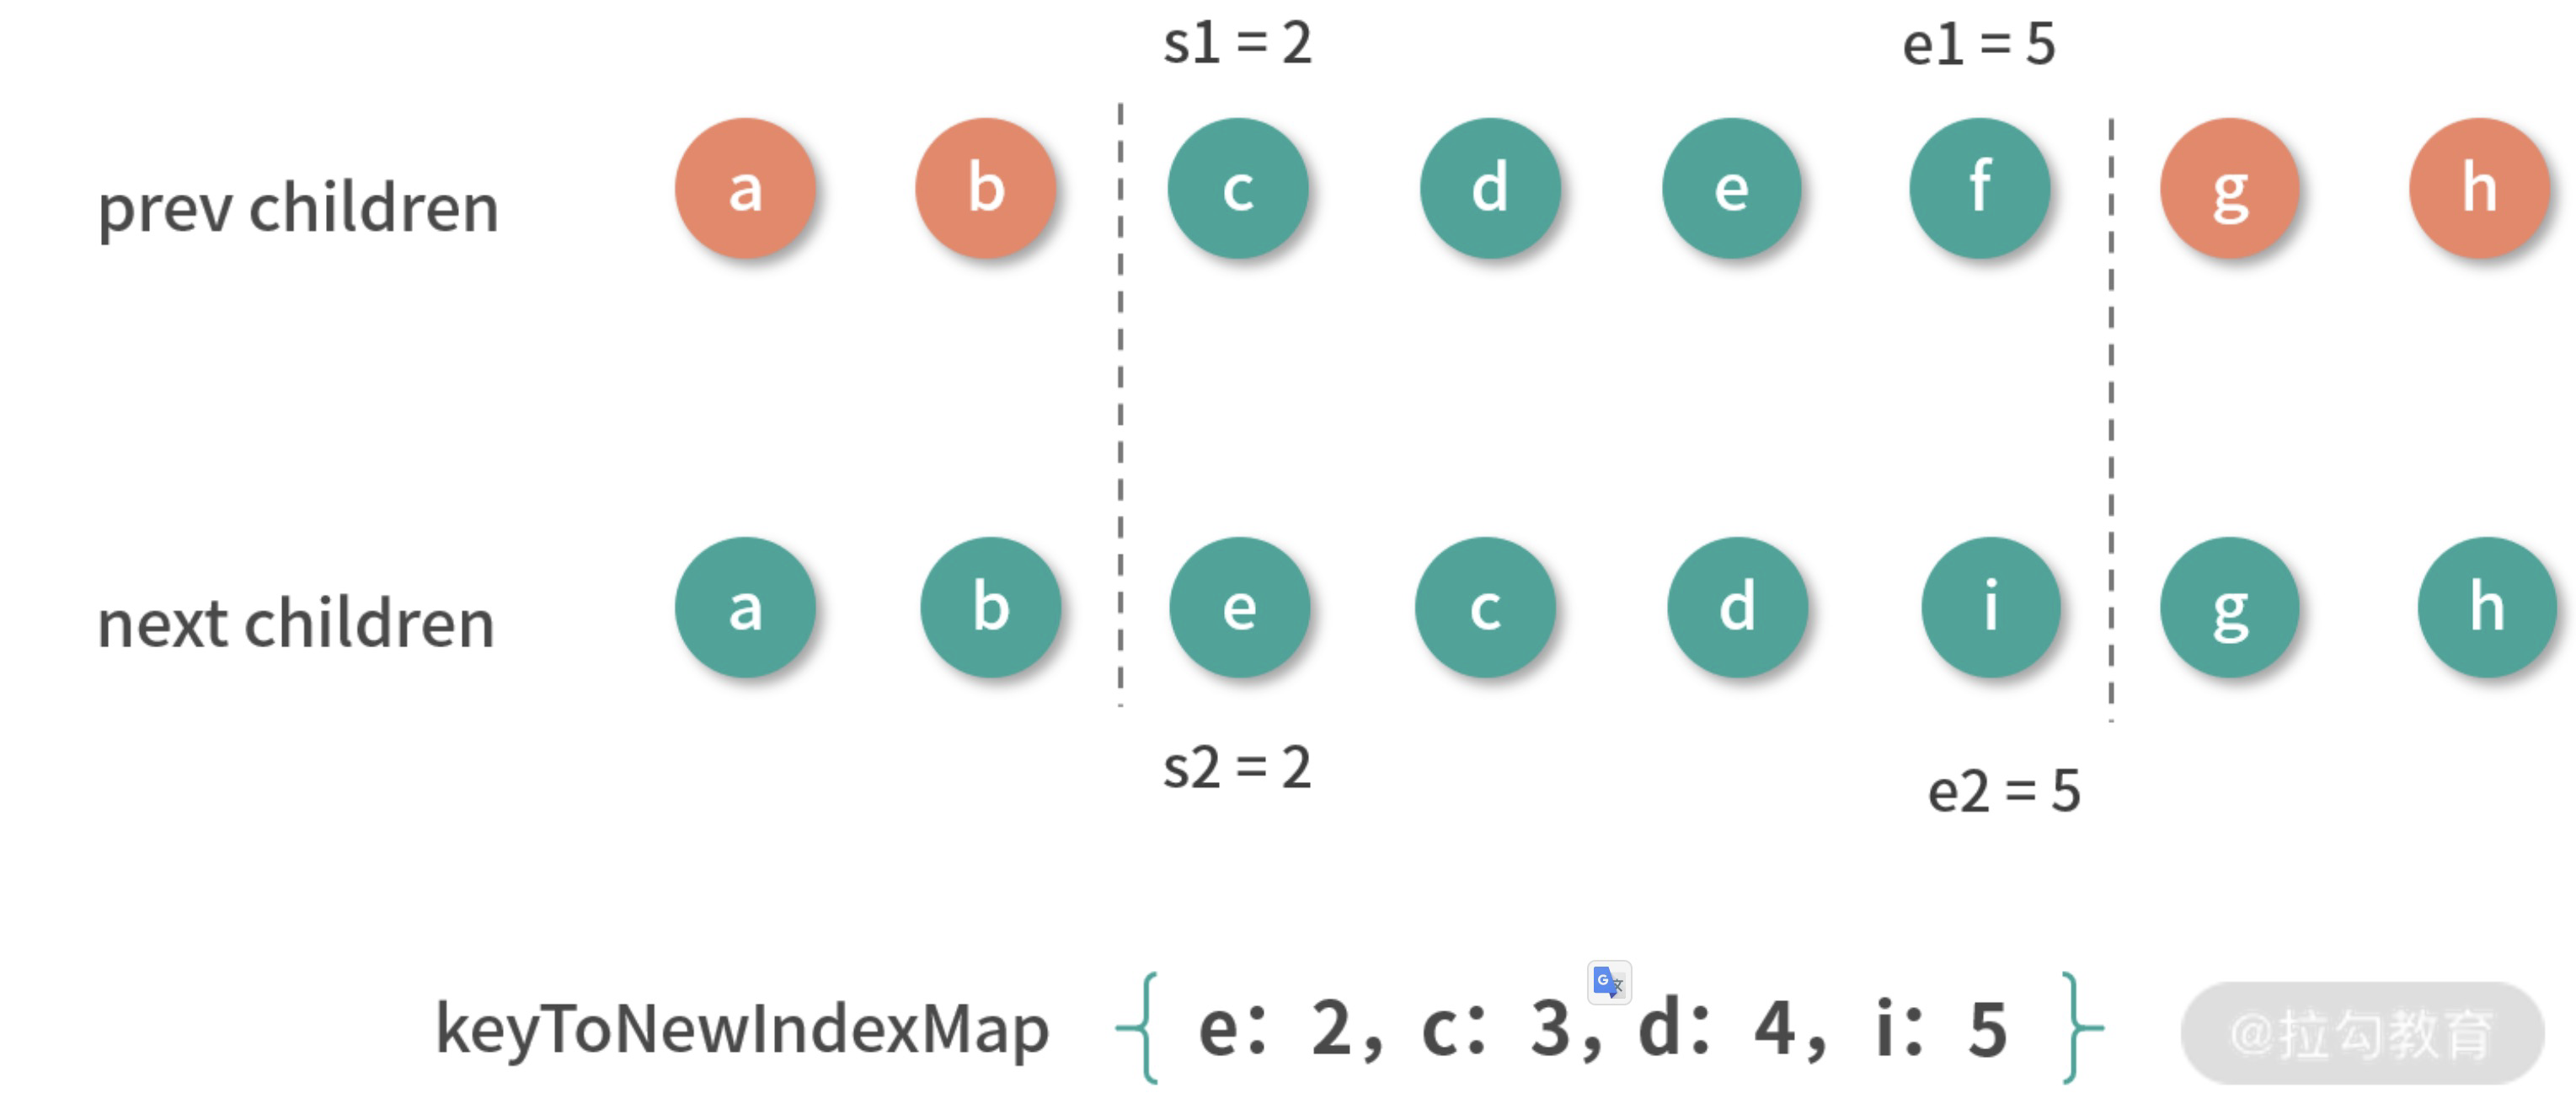 s1 = 2 e1 = 5
prev children a b c d e f g h
next children a b e c d i g h
s2 = 2 e2 = 5
keyToNewIndexMap { e: 2, c: 3, d: 4, i: 5 }
@拉勾教育